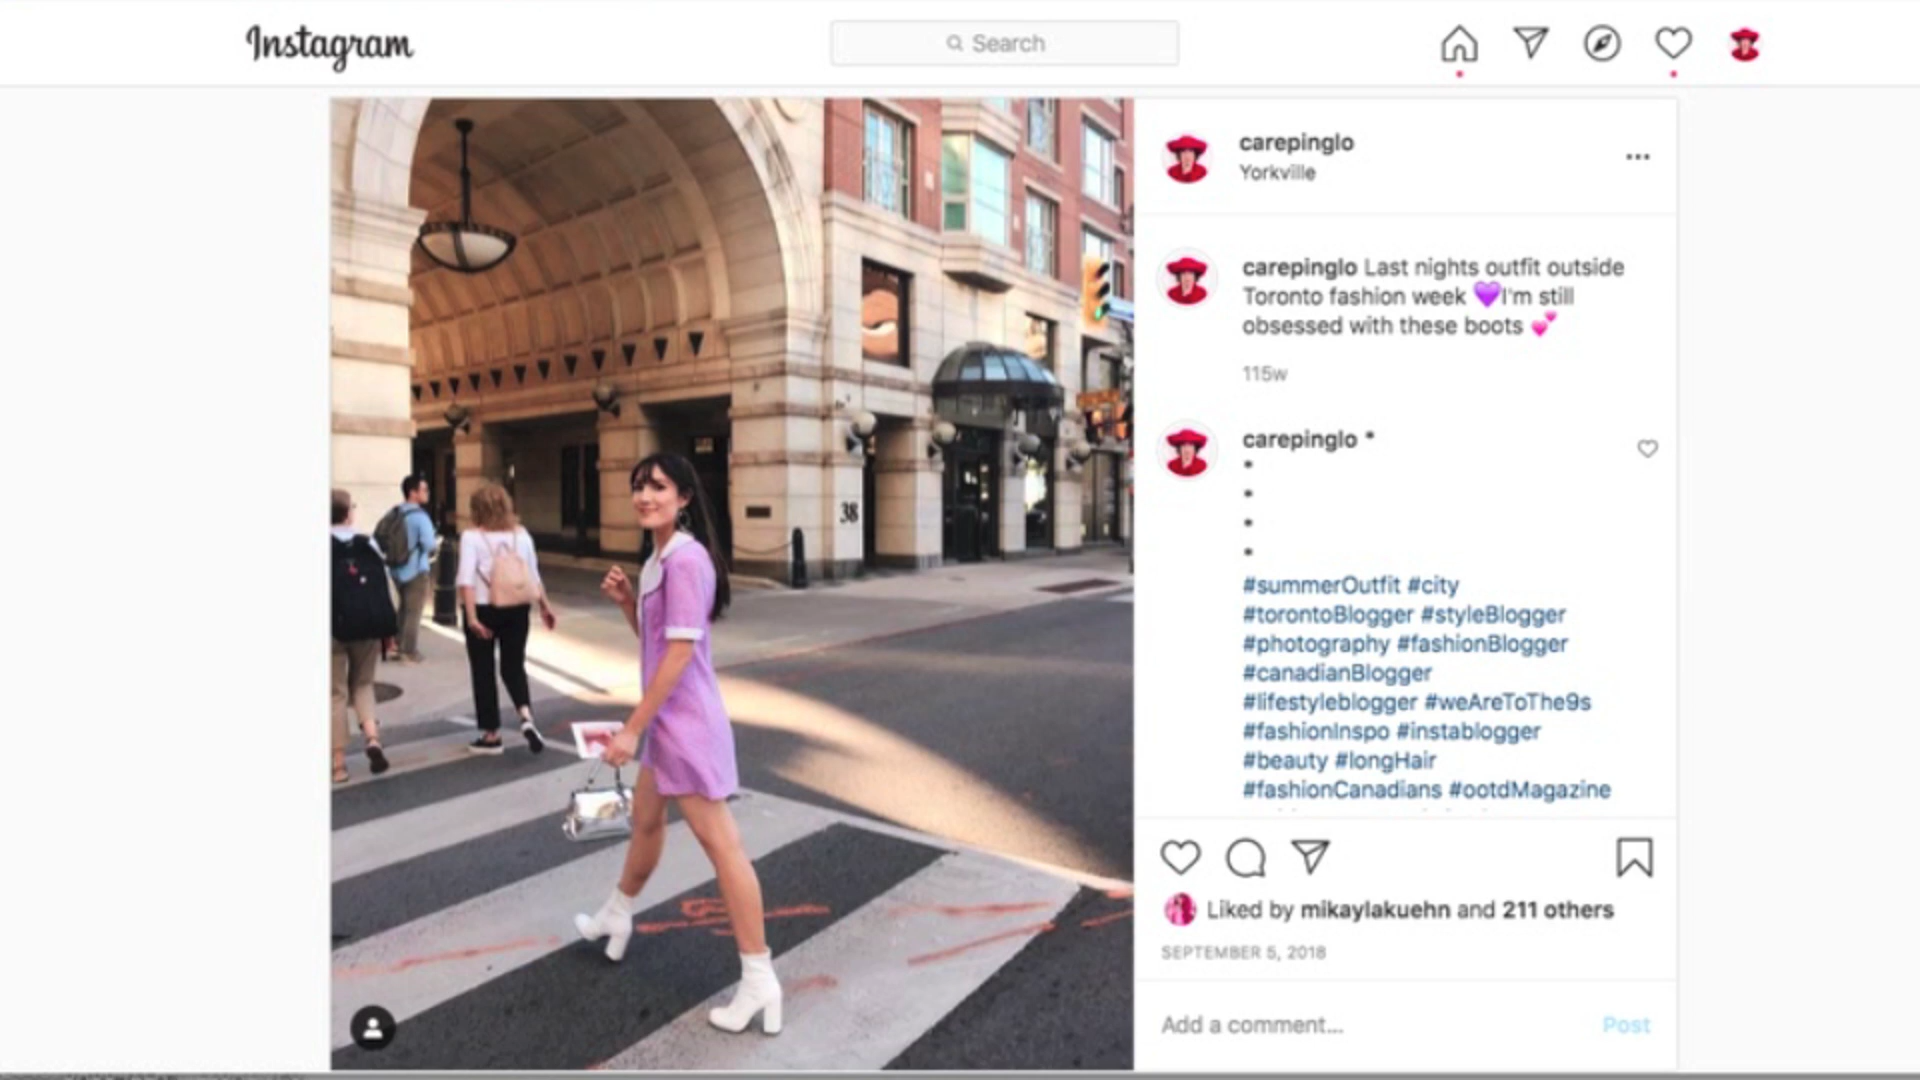 Instagram
Search
carepinglo
Yorkville
carepinglo Last nights outfit outside
Toronto fashion week 💜I'm still
obsessed with these boots 💕
115w
carepinglo *
*
*
*
*
#summerOutfit #city
#torontoBlogger #styleBlogger
#photography #fashionBlogger
#canadianBlogger
#lifestyleblogger #weAreToThe9s
#fashionInspo #instablogger
#beauty #longHair
#fashionCanadians #ootdMagazine
38
Liked by mikaylakuehn and 211 others
SEPTEMBER 5, 2018
Add a comment...
Post